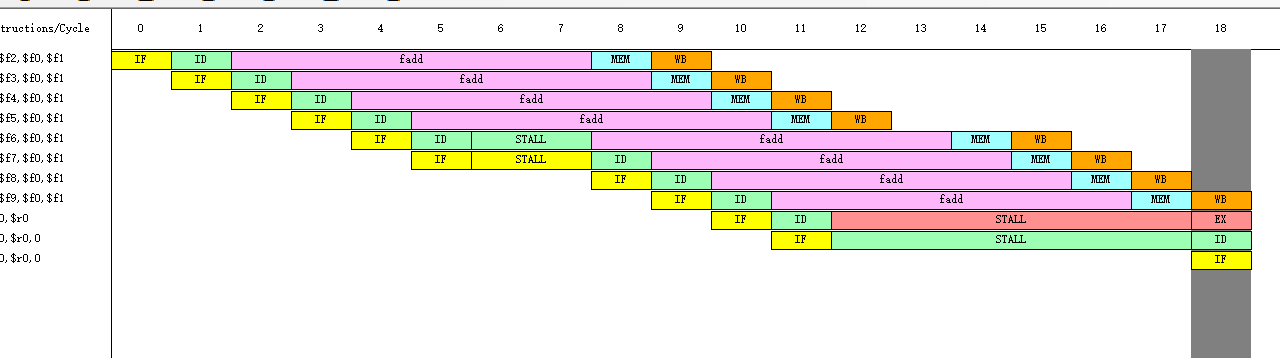 tructions/Cycle 0 1 2 3 4 5 6 7 8 9 10 11 12 13 14 15 16 17 18
$f2,$f0,$f1 IF ID fadd MEM WB
$f3,$f0,$f1 IF ID fadd MEM WB
$f4,$f0,$f1 IF ID fadd MEM WB
$f5,$f0,$f1 IF ID fadd MEM WB
$f6,$f0,$f1 IF ID STALL fadd MEM WB
$f7,$f0,$f1 IF STALL ID fadd MEM WB
$f8,$f0,$f1 IF ID fadd MEM WB
$f9,$f0,$f1 IF ID fadd MEM WB
0,$r0 IF ID STALL EX
0,$r0,0 IF STALL ID
0,$r0,0 IF